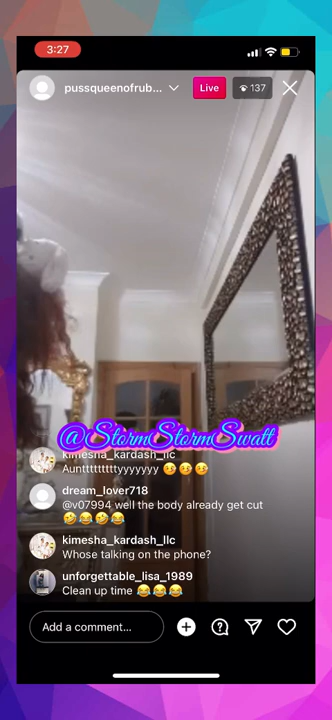 3:27
pussqueenofrub...
Live
137
@StormStormSwatt
kimesha_kardash_llc
Aunttttttttttyyyyyyy 😏😏😏
dream_lover718
@v07994 well the body already get cut
🤣😂🤣😂
kimesha_kardash_llc
Whose talking on the phone?
unforgettable_lisa_1989
Clean up time 😂😂😂
Add a comment...